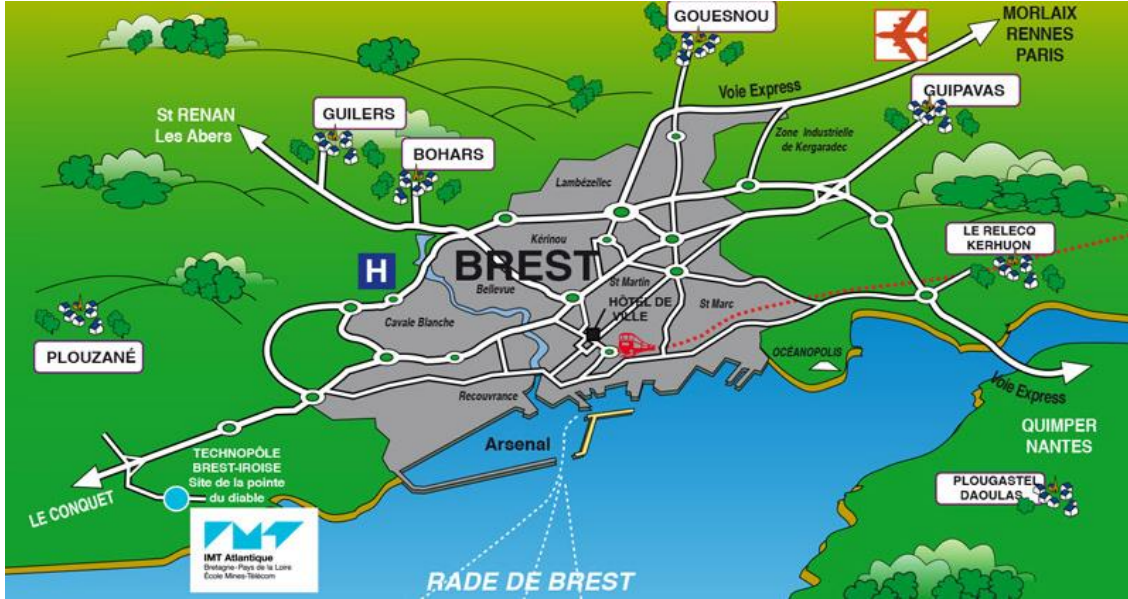 GOUESNOU
MORLAIX
RENNES
PARIS
Voie Express
GUIPAVAS
St RENAN
Les Abers
GUILERS
BOHARS
Zone Industrielle
de Kergaradec
Lambézellec
LE RELECQ
KERHUON
Kérinou
H
BREST
Bellevue
St Martin
HÔTEL DE
VILLE
St Marc
Cavale Blanche
PLOUZANÉ
OCÉANOPOLIS
Voie Express
Recouvrance
QUIMPER
NANTES
Arsenal
TECHNOPÔLE
BREST-IROISE
Site de la pointe
du diable
LE CONQUET
PLOUGASTEL
DAOULAS
IMT Atlantique
Bretagne-Pays de la Loire
École Mines-Télécom
RADE DE BREST